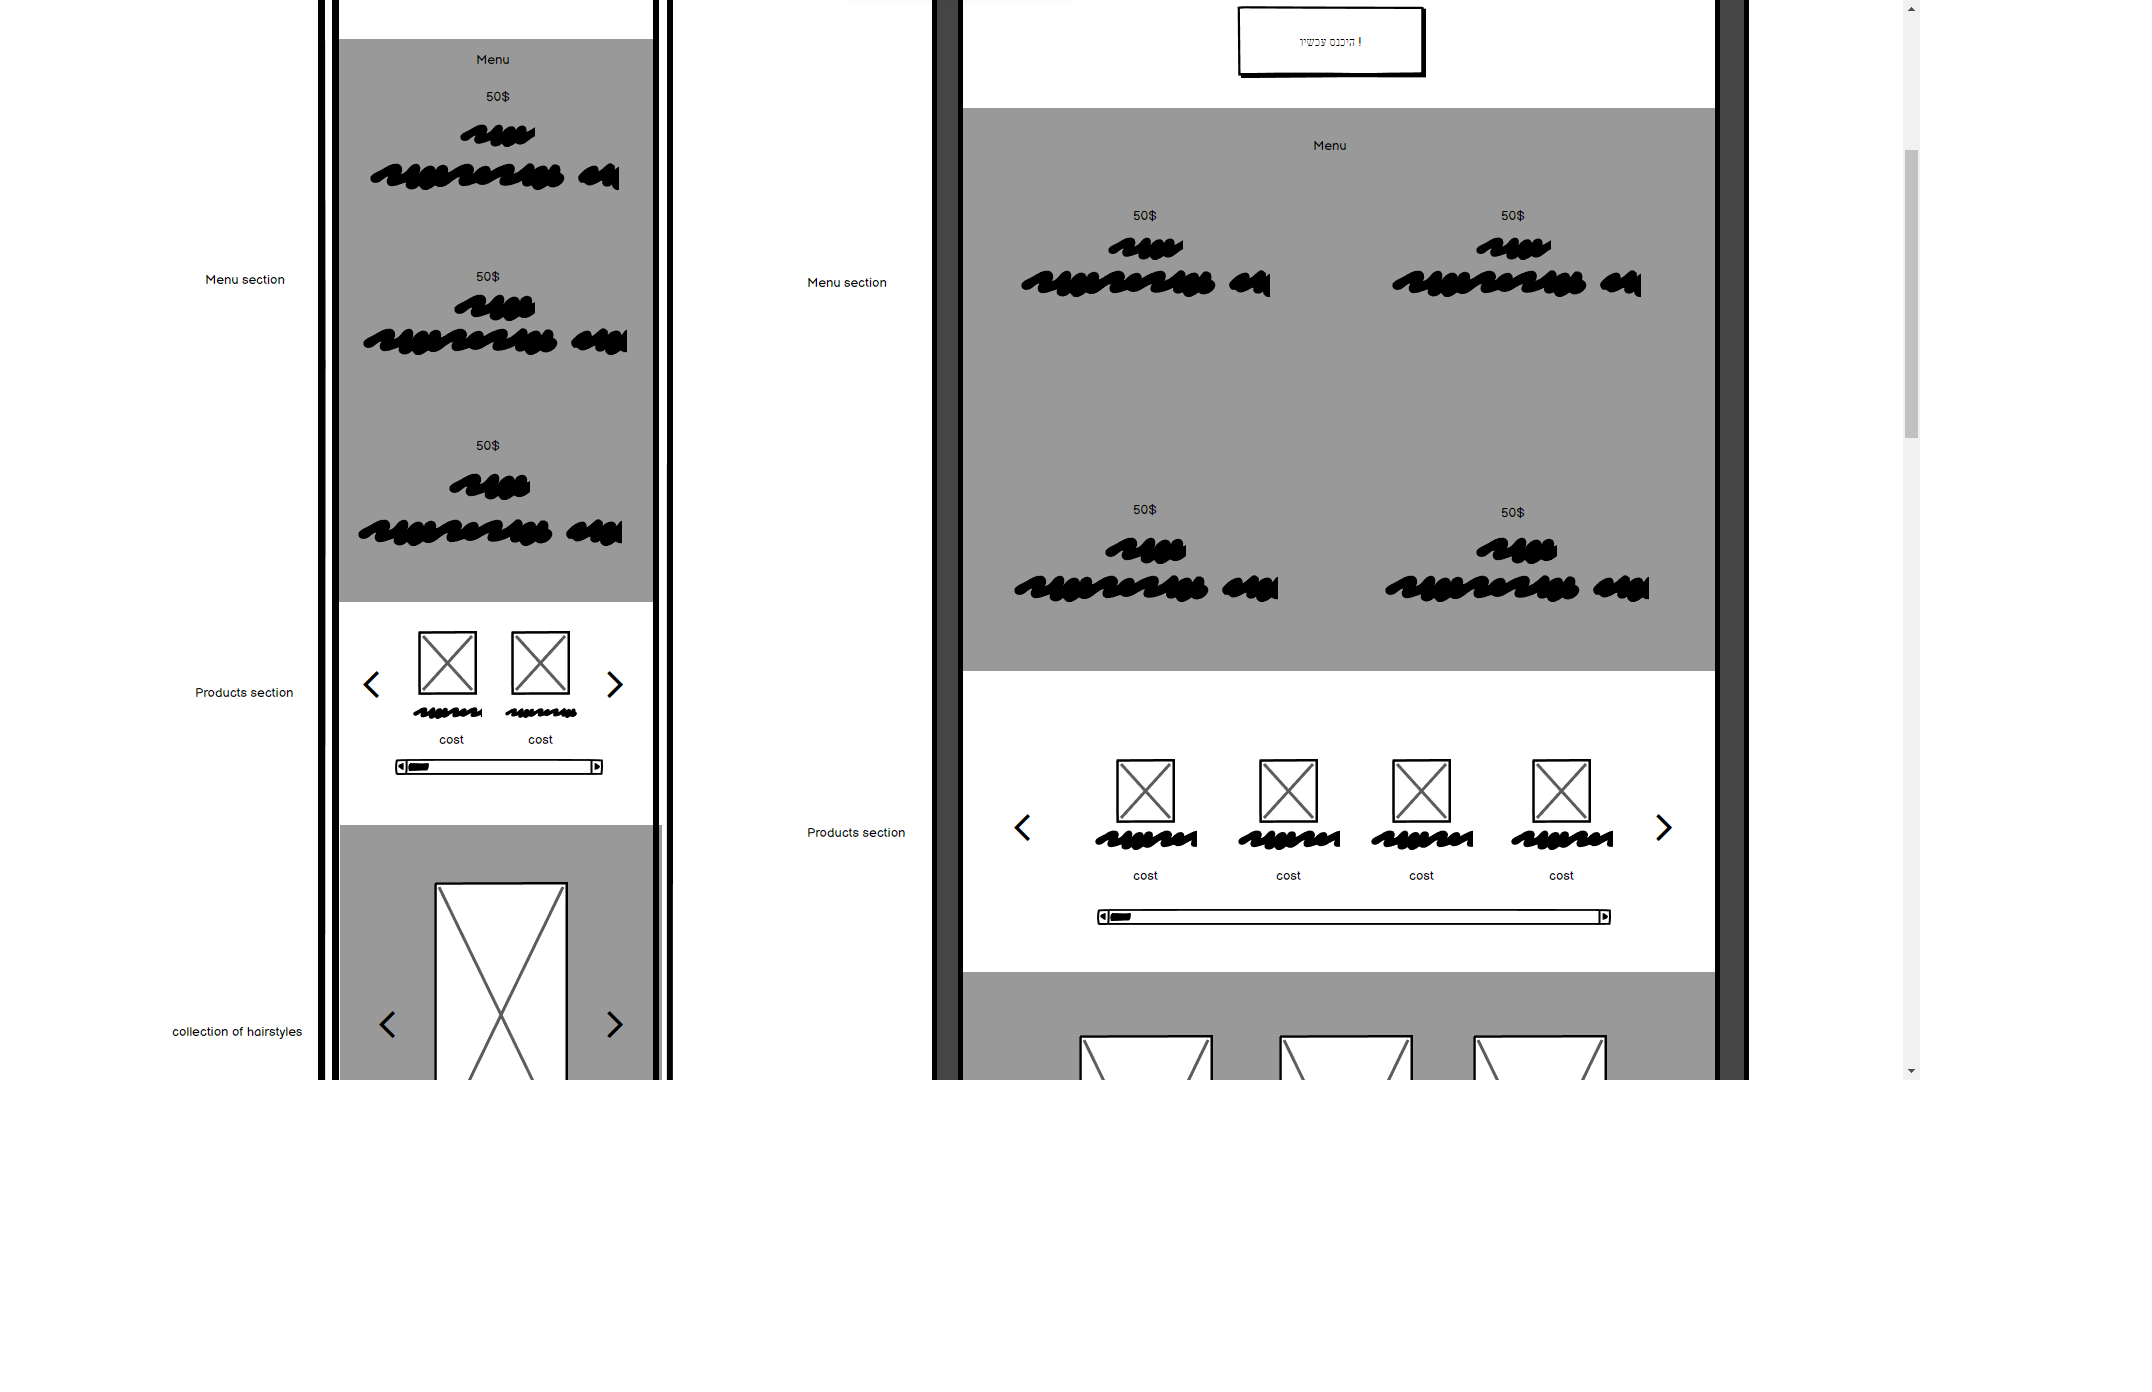 Menu
50$
Menu section
50$
50$
Products section
cost cost
collection of hairstyles
היכנס עכשיו !
Menu
50$ 50$
Menu section
50$ 50$
Products section
cost cost cost cost